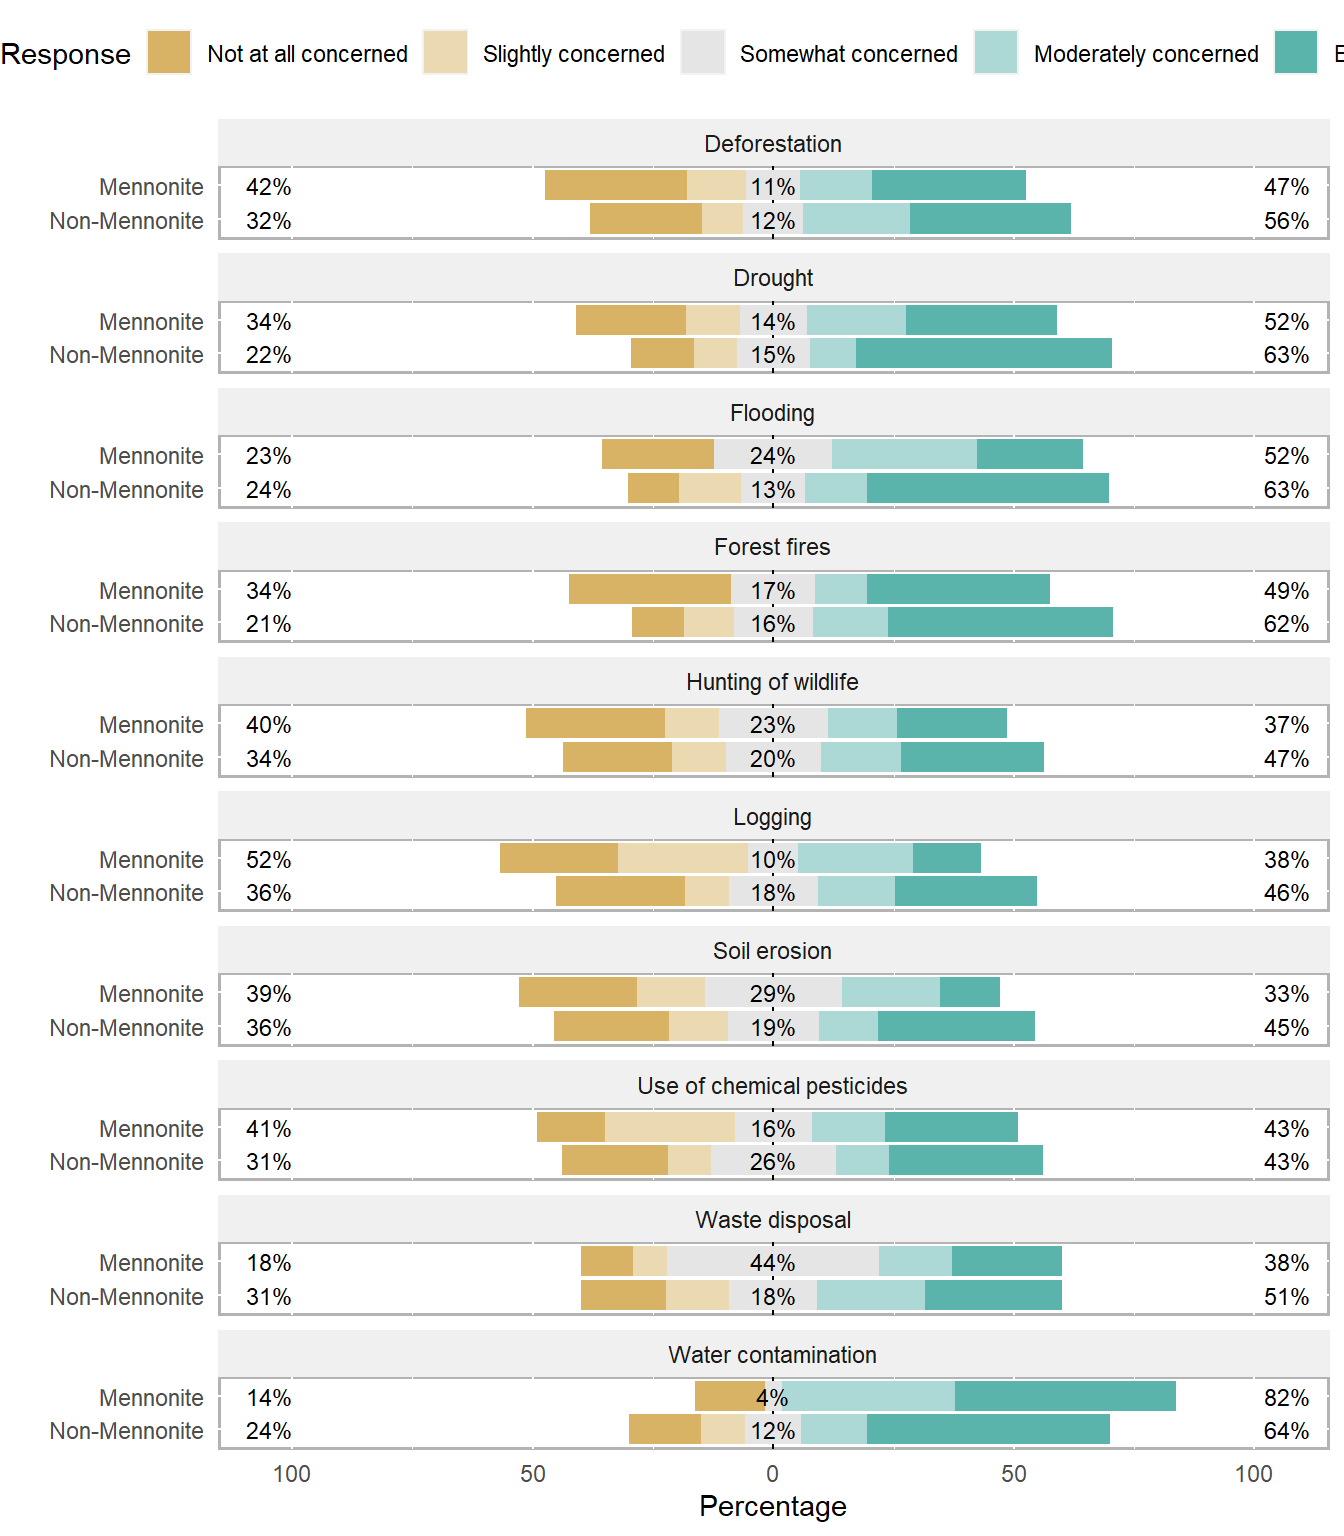 Response Not at all concerned Slightly concerned Somewhat concerned Moderately concerned E
Deforestation
Mennonite 42% 11% 47%
Non-Mennonite 32% 12% 56%
Drought
Mennonite 34% 14% 52%
Non-Mennonite 22% 15% 63%
Flooding
Mennonite 23% 24% 52%
Non-Mennonite 24% 13% 63%
Forest fires
Mennonite 34% 17% 49%
Non-Mennonite 21% 16% 62%
Hunting of wildlife
Mennonite 40% 23% 37%
Non-Mennonite 34% 20% 47%
Logging
Mennonite 52% 10% 38%
Non-Mennonite 36% 18% 46%
Soil erosion
Mennonite 39% 29% 33%
Non-Mennonite 36% 19% 45%
Use of chemical pesticides
Mennonite 41% 16% 43%
Non-Mennonite 31% 26% 43%
Waste disposal
Mennonite 18% 44% 38%
Non-Mennonite 31% 18% 51%
Water contamination
Mennonite 14% 4% 82%
Non-Mennonite 24% 12% 64%
100 50 0 50 100
Percentage